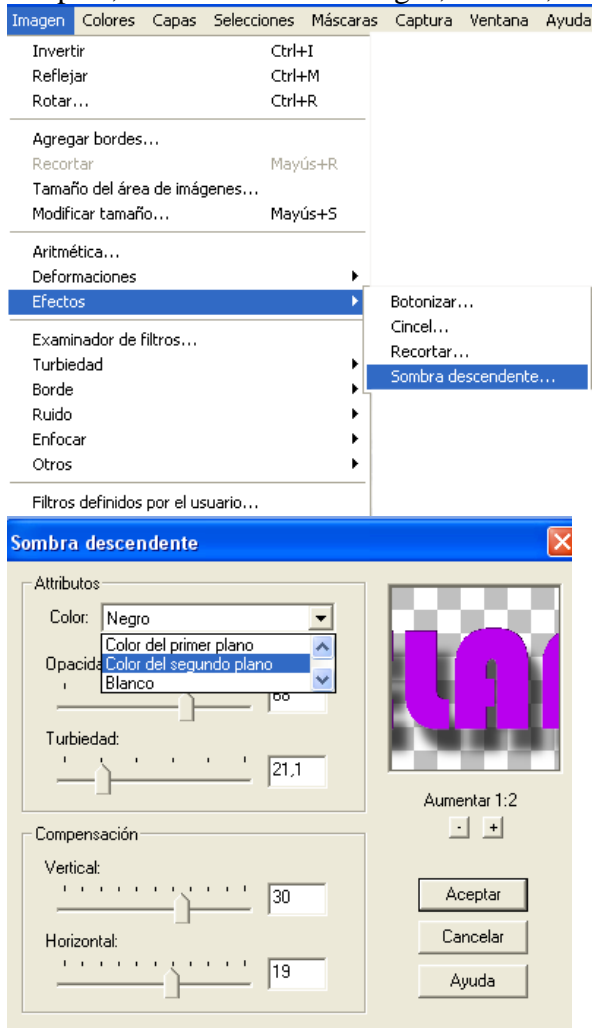 Imagen Colores Capas Selecciones Máscaras Captura Ventana Ayuda
Invertir Ctrl+I
Reflejar Ctrl+M
Rotar... Ctrl+R
Agregar bordes...
Recortar Mayús+R
Tamaño del área de imágenes...
Modificar tamaño... Mayús+S
Aritmética...
Deformaciones
Efectos
Botonizar...
Cincel...
Recortar...
Sombra descendente...
Examinador de filtros...
Turbiedad
Borde
Ruido
Enfocar
Otros
Filtros definidos por el usuario...
Sombra descendente
Attributos
Color: Negro
Color del primer plano
Color del segundo plano
Blanco
Opacida
68
Turbiedad:
21,1
Aumentar 1:2
- +
Compensación
Vertical:
30
Horizontal:
19
Aceptar
Cancelar
Ayuda